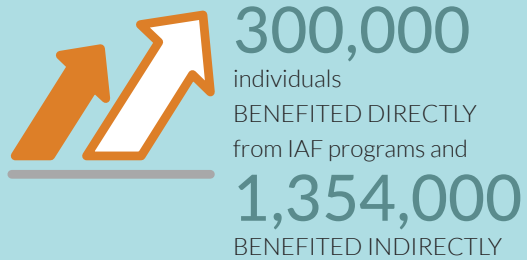 300,000
individuals
BENEFITED DIRECTLY
from IAF programs and
1,354,000
BENEFITED INDIRECTLY